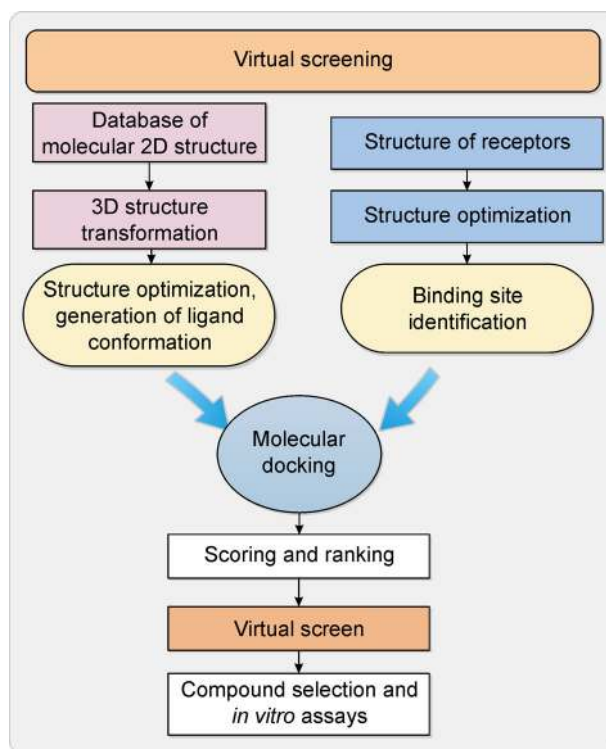 Virtual screening
Database of
molecular 2D structure
3D structure
transformation
Structure optimization,
generation of ligand
conformation
Structure of receptors
Structure optimization
Binding site
identification
Molecular
docking
Scoring and ranking
Virtual screen
Compound selection and
in vitro assays